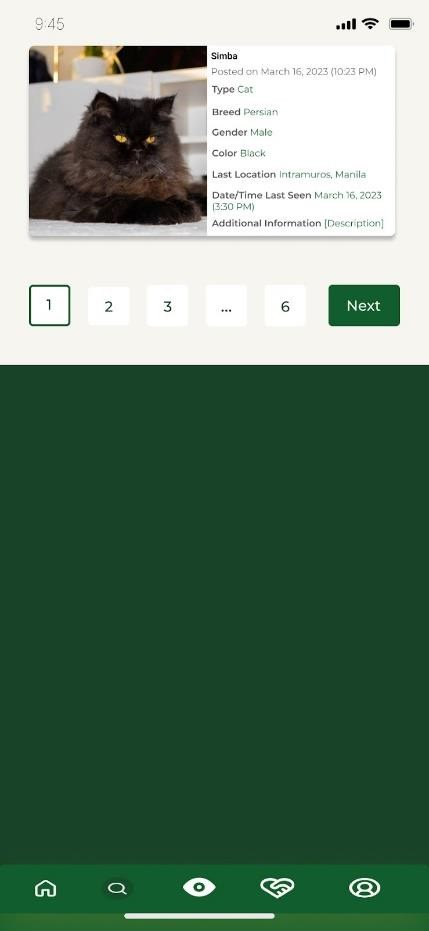 9:45
Simba
Posted on March 16, 2023 (10:23 PM)
Type Cat
Breed Persian
Gender Male
Color Black
Last Location Intramuros, Manila
Date/Time Last Seen March 16, 2023
(3:30 PM)
Additional Information [Description]
1 2 3 ... 6 Next